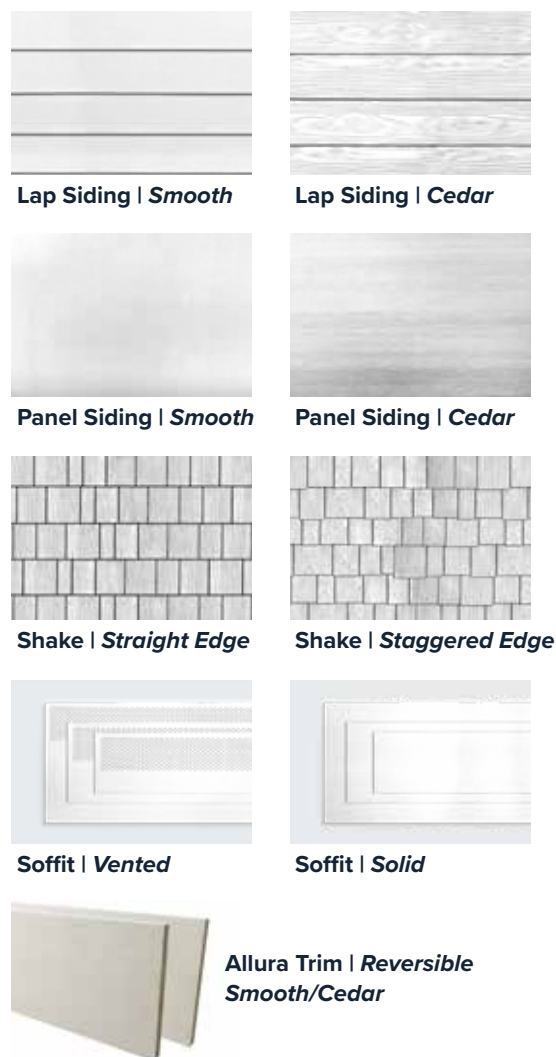 Lap Siding | Smooth
Lap Siding | Cedar
Panel Siding | Smooth
Panel Siding | Cedar
Shake | Straight Edge
Shake | Staggered Edge
Soffit | Vented
Soffit | Solid
Allura Trim | Reversible
Smooth/Cedar